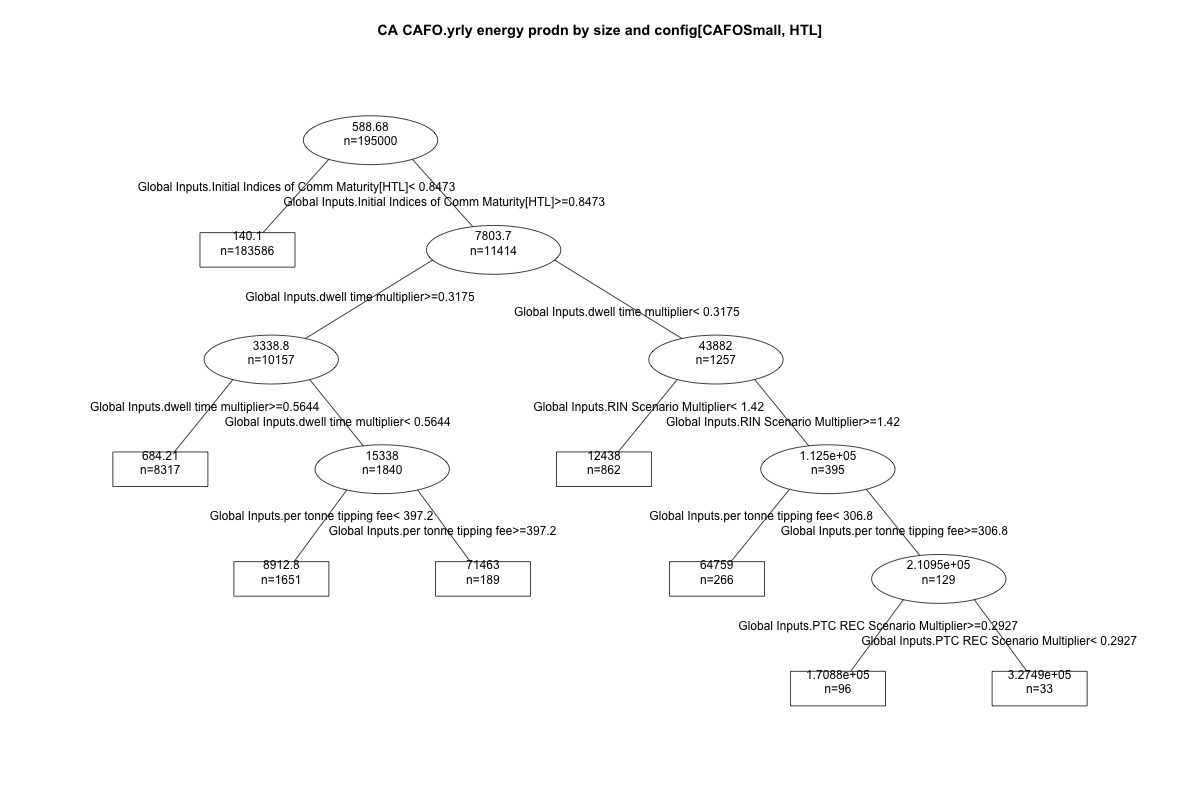 CA CAFO.yrly energy prodn by size and config[CAFOSmall, HTL]
588.68
n=195000
Global Inputs.Initial Indices of Comm Maturity[HTL]< 0.8473
Global Inputs.Initial Indices of Comm Maturity[HTL]>=0.8473
140.1
n=183586
7803.7
n=11414
Global Inputs.dwell time multiplier>=0.3175
Global Inputs.dwell time multiplier< 0.3175
3338.8
n=10157
43882
n=1257
Global Inputs.dwell time multiplier>=0.5644
Global Inputs.dwell time multiplier< 0.5644
Global Inputs.RIN Scenario Multiplier< 1.42
Global Inputs.RIN Scenario Multiplier>=1.42
684.21
n=8317
15338
n=1840
12438
n=862
1.125e+05
n=395
Global Inputs.per tonne tipping fee< 397.2
Global Inputs.per tonne tipping fee>=397.2
Global Inputs.per tonne tipping fee< 306.8
Global Inputs.per tonne tipping fee>=306.8
8912.8
n=1651
71463
n=189
64759
n=266
2.1095e+05
n=129
Global Inputs.PTC REC Scenario Multiplier>=0.2927
Global Inputs.PTC REC Scenario Multiplier< 0.2927
1.7088e+05
n=96
3.2749e+05
n=33